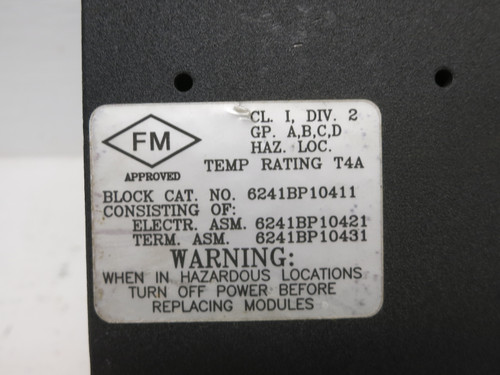 FM
APPROVED
CL. I, DIV. 2
GP. A,B,C,D
HAZ. LOC.
TEMP RATING T4A
BLOCK CAT. NO. 6241BP10411
CONSISTING OF:
ELECTR. ASM. 6241BP10421
TERM. ASM. 6241BP10431
WARNING:
WHEN IN HAZARDOUS LOCATIONS
TURN OFF POWER BEFORE
REPLACING MODULES